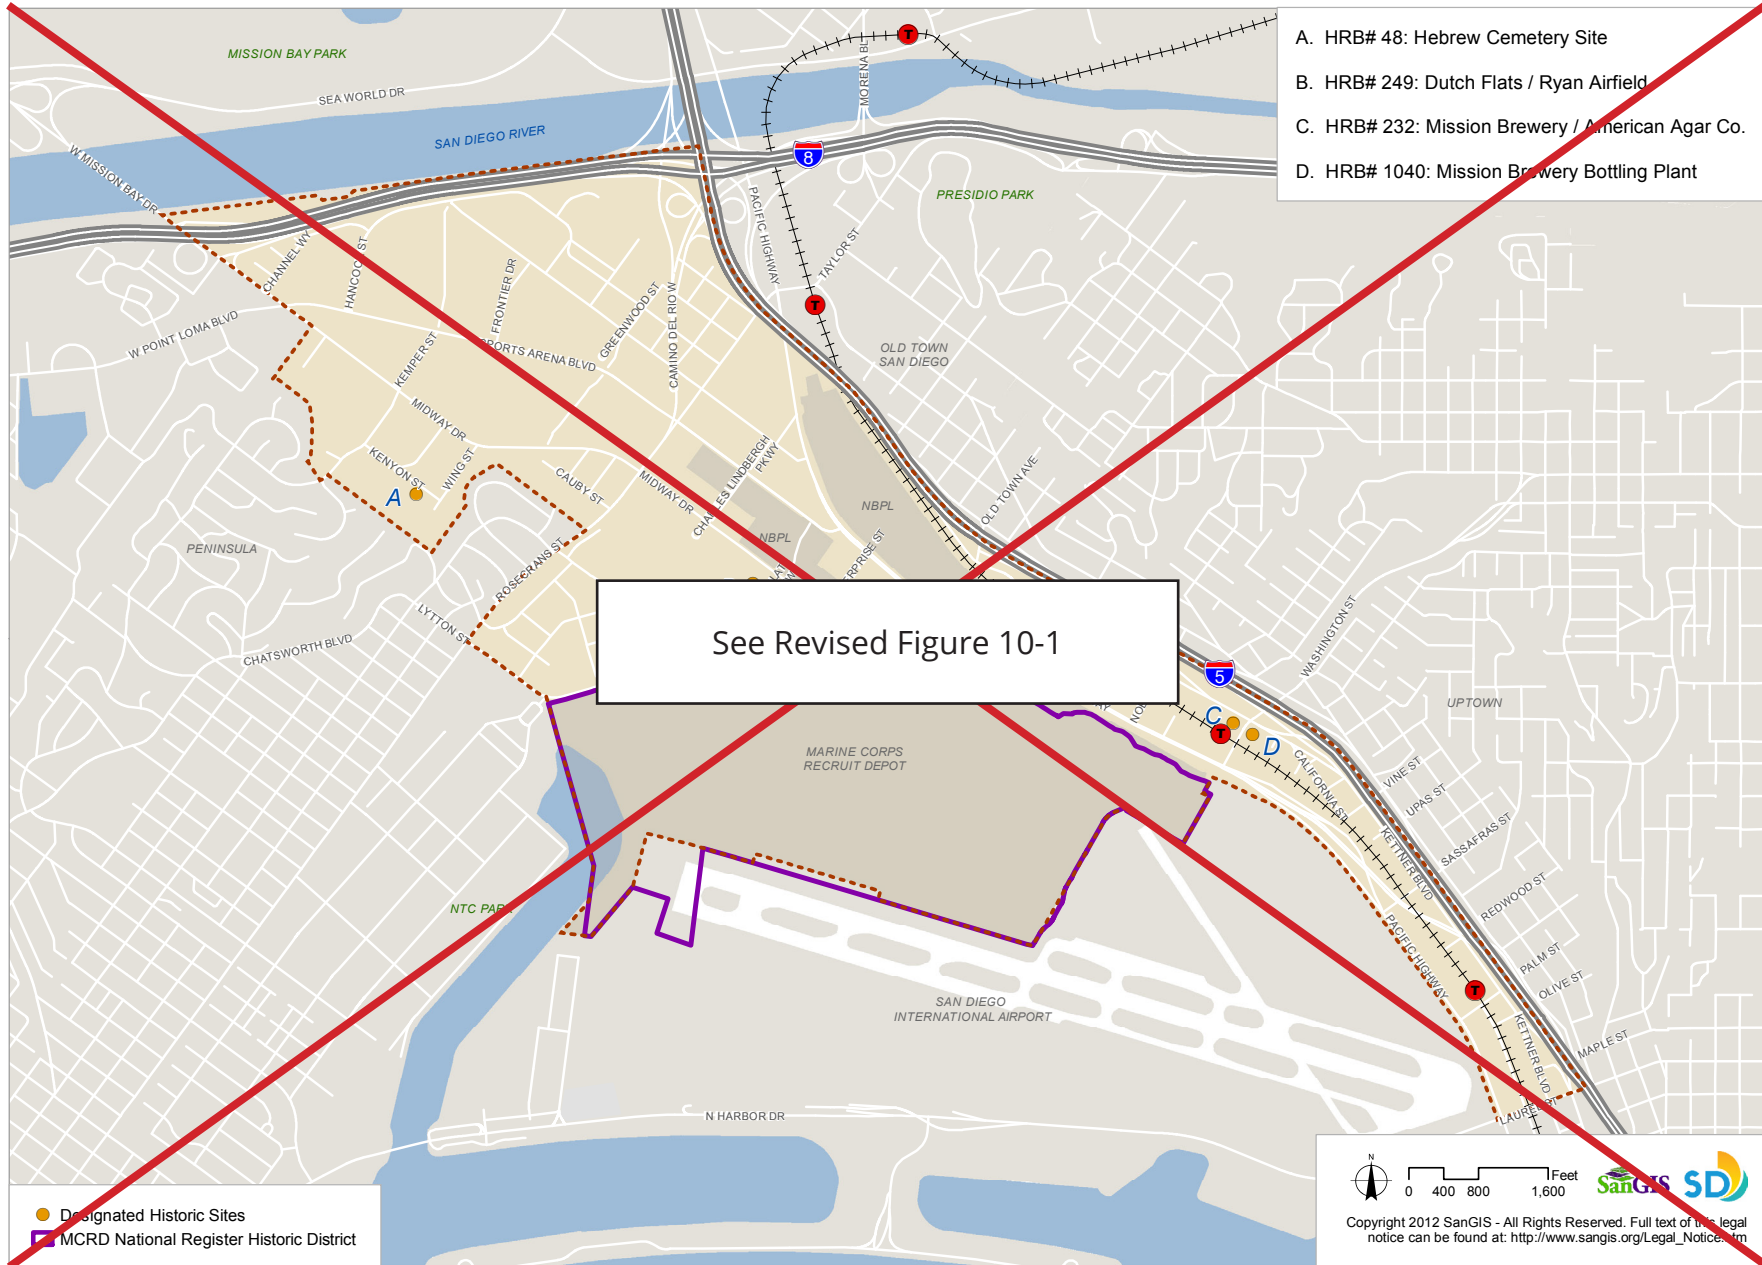 A. HRB# 48: Hebrew Cemetery Site
B. HRB# 249: Dutch Flats / Ryan Airfield
C. HRB# 232: Mission Brewery / American Agar Co.
D. HRB# 1040: Mission Brewery Bottling Plant
MISSION BAY PARK
SEA WORLD DR
SAN DIEGO RIVER
W MISSION BAY DR
MORENA BL
T
8
PRESIDIO PARK
PACIFIC HIGHWAY
TAYLOR ST
T
CHANNEL WY
HANCOCK ST
FRONTIER DR
GREENWOOD ST
CAMINO DEL RIO W
W POINT LOMA BLVD
KEMPER ST
SPORTS ARENA BLVD
OLD TOWN
SAN DIEGO
MIDWAY DR
KENYON ST
WING ST
A
CAUBY ST
MIDWAY DR
CHARLES LINDBERGH
PKWY
NBPL
NBPL
OLD TOWN AVE
PENINSULA
ROSECRANS ST
LYTTON ST
CHATSWORTH BLVD
See Revised Figure 10-1
WASHINGTON ST
5
UPTOWN
C
T
D
MARINE CORPS
RECRUIT DEPOT
CALIFORNIA ST
VINE ST
UPAS ST
SASSAFRAS ST
KETTNER BLVD
REDWOOD ST
NTC PARK
PACIFIC HIGHWAY
PALM ST
OLIVE ST
T
SAN DIEGO
INTERNATIONAL AIRPORT
KETTNER BLVD
MAPLE ST
LAUREL ST
N HARBOR DR
Designated Historic Sites
MCRD National Register Historic District
N
Feet
0 400 800 1,600
SanGIS
SD
Copyright 2012 SanGIS - All Rights Reserved. Full text of this legal
notice can be found at: http://www.sangis.org/Legal_Notice.htm